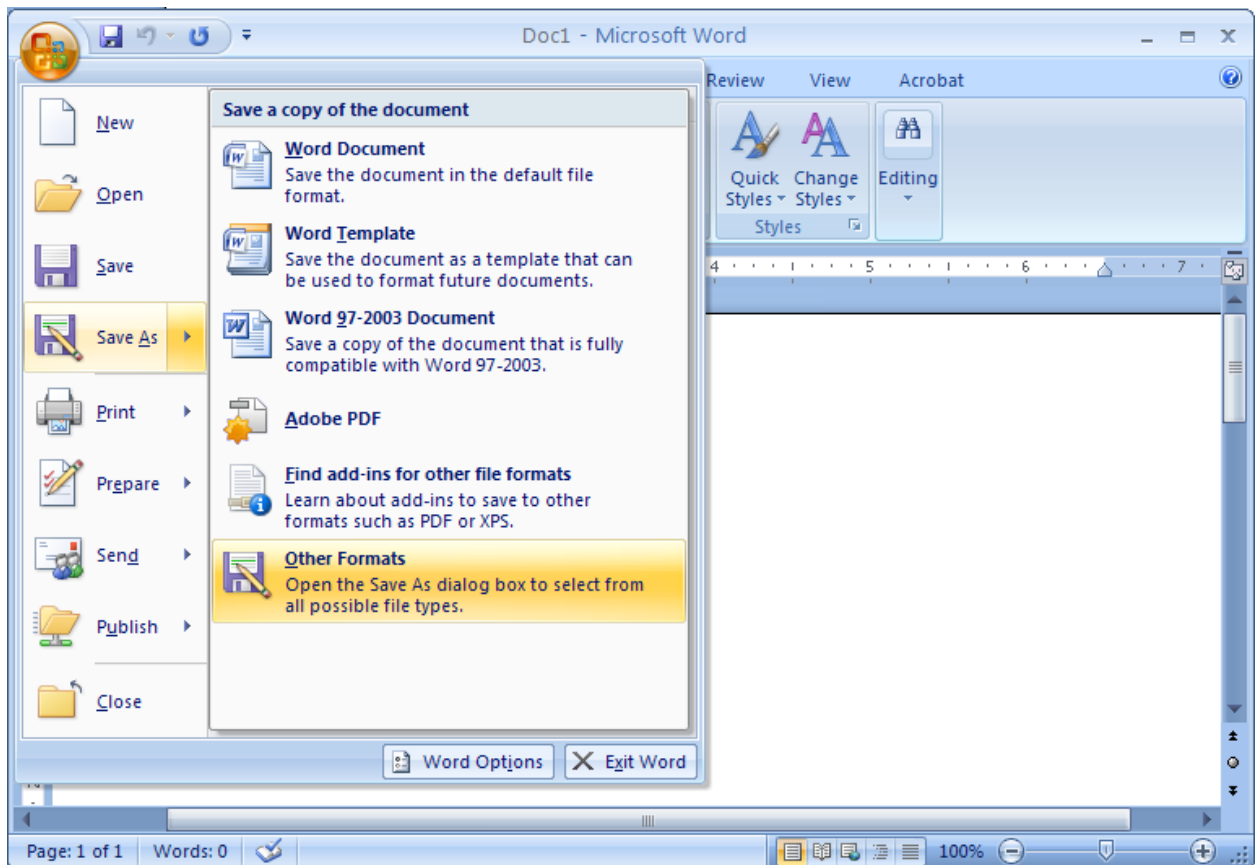 Doc1 - Microsoft Word
Review View Acrobat
New
Open
Save
Save As
Print
Prepare
Send
Publish
Close
Save a copy of the document
Word Document
Save the document in the default file
format.
Word Template
Save the document as a template that can
be used to format future documents.
Word 97-2003 Document
Save a copy of the document that is fully
compatible with Word 97-2003.
Adobe PDF
Find add-ins for other file formats
Learn about add-ins to save to other
formats such as PDF or XPS.
Other Formats
Open the Save As dialog box to select from
all possible file types.
Word Options Exit Word
Quick Change Editing
Styles Styles
Styles
4 5 6 7
Page: 1 of 1 Words: 0 100%